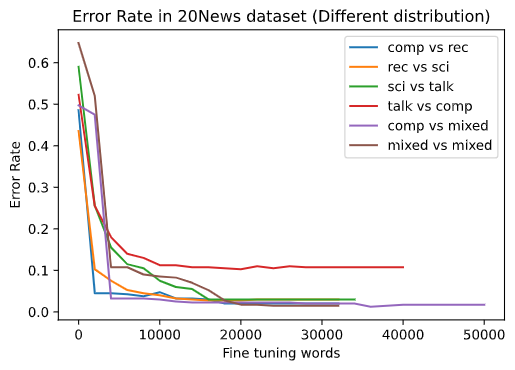 Error Rate in 20News dataset (Different distribution)
comp vs rec
rec vs sci
sci vs talk
talk vs comp
comp vs mixed
mixed vs mixed
Error Rate
0.6
0.5
0.4
0.3
0.2
0.1
0.0
0 10000 20000 30000 40000 50000
Fine tuning words